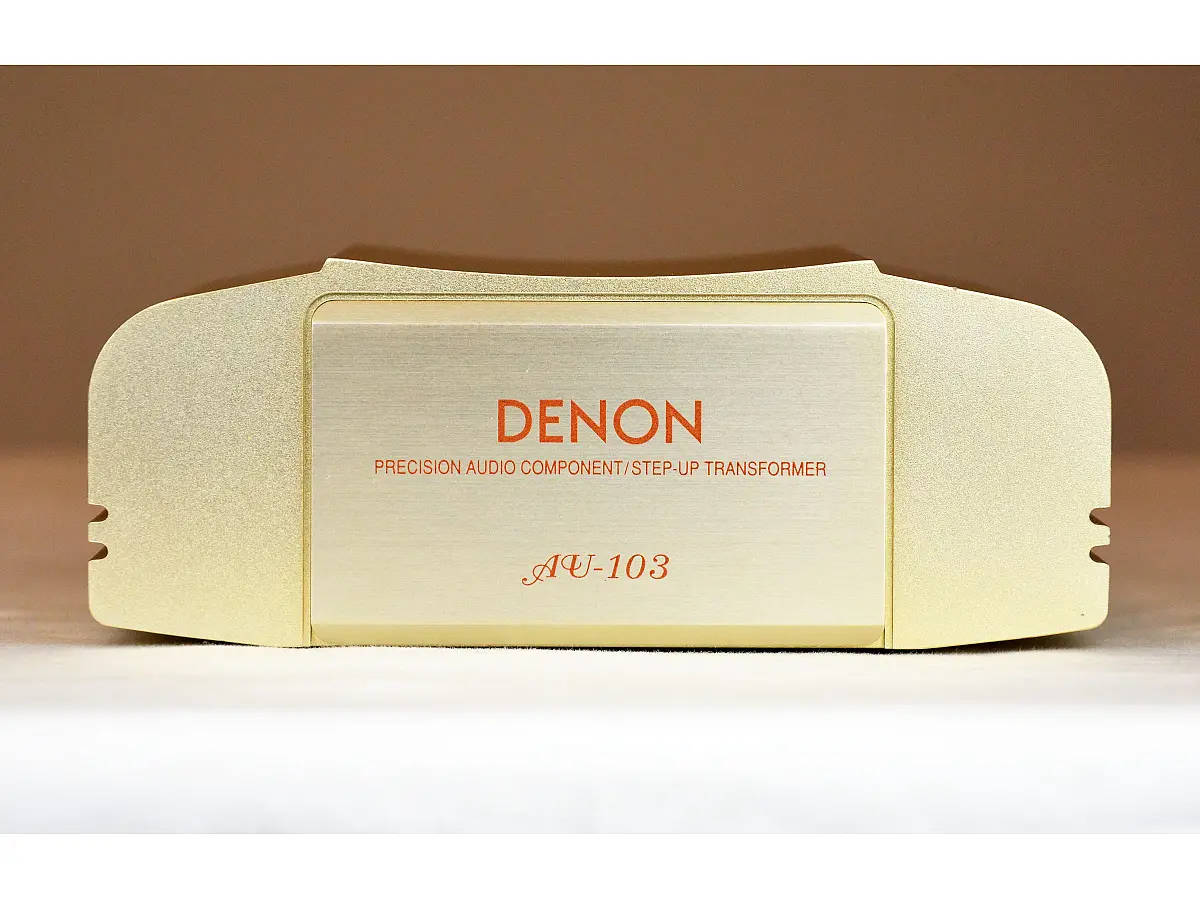 DENON
PRECISION AUDIO COMPONENT/STEP-UP TRANSFORMER
AU-103